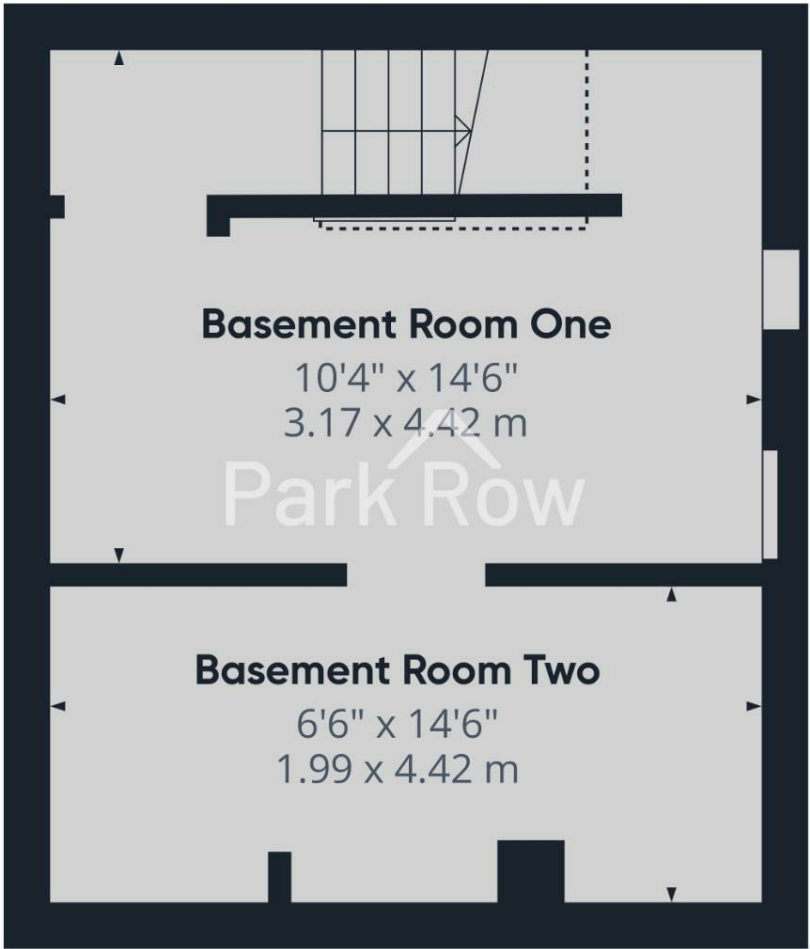 Basement Room One
10'4" x 14'6"
3.17 x 4.42 m
Park Row
Basement Room Two
6'6" x 14'6"
1.99 x 4.42 m